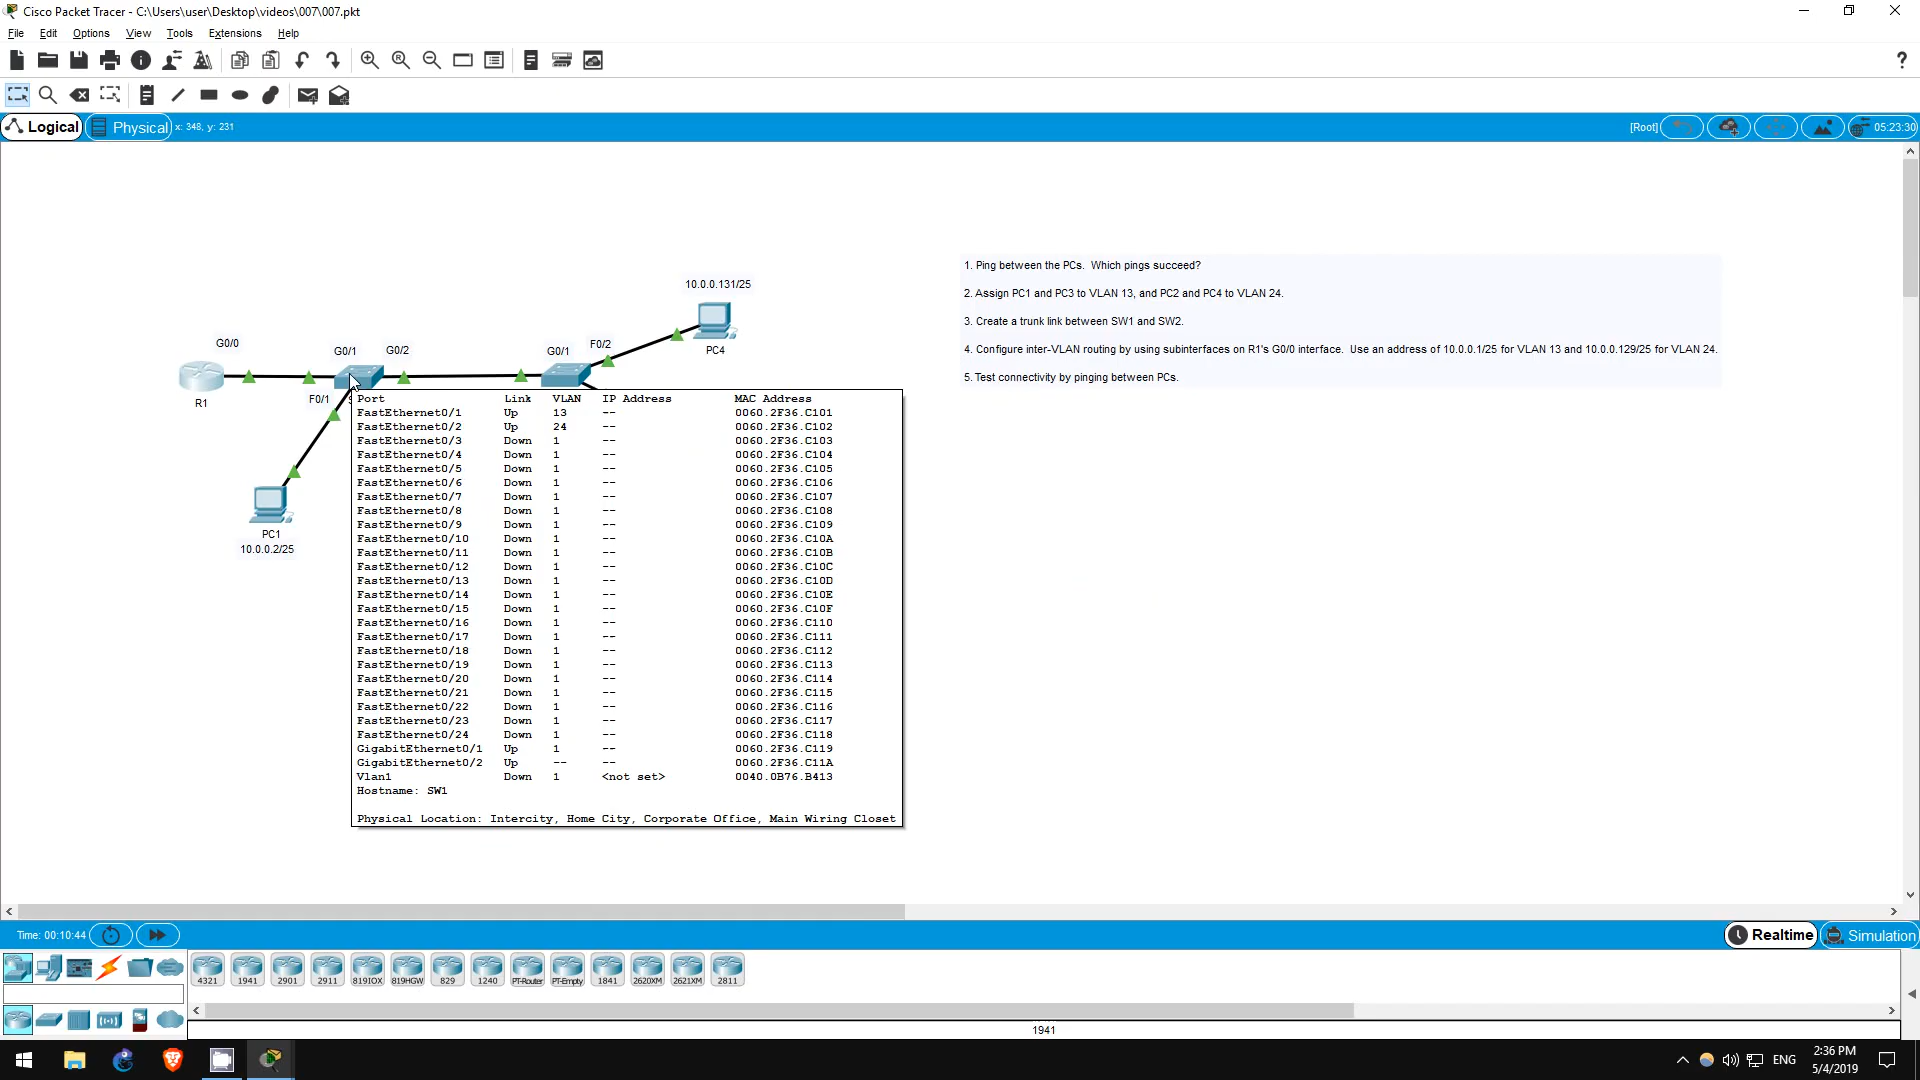 Cisco Packet Tracer - C:\Users\user\Desktop\videos\007\007.pkt
File Edit Options View Tools Extensions Help
Logical Physical x: 348, y: 231 [Root] 05:23:30
10.0.0.131/25
PC4
G0/0
G0/1 G0/2
G0/1 F0/2
R1
F0/1
PC1
10.0.0.2/25
1. Ping between the PCs. Which pings succeed?
2. Assign PC1 and PC3 to VLAN 13, and PC2 and PC4 to VLAN 24.
3. Create a trunk link between SW1 and SW2.
4. Configure inter-VLAN routing by using subinterfaces on R1's G0/0 interface. Use an address of 10.0.0.1/25 for VLAN 13 and 10.0.0.129/25 for VLAN 24.
5. Test connectivity by pinging between PCs.
Port Link VLAN IP Address MAC Address
FastEthernet0/1 Up 13 -- 0060.2F36.C101
FastEthernet0/2 Up 24 -- 0060.2F36.C102
FastEthernet0/3 Down 1 -- 0060.2F36.C103
FastEthernet0/4 Down 1 -- 0060.2F36.C104
FastEthernet0/5 Down 1 -- 0060.2F36.C105
FastEthernet0/6 Down 1 -- 0060.2F36.C106
FastEthernet0/7 Down 1 -- 0060.2F36.C107
FastEthernet0/8 Down 1 -- 0060.2F36.C108
FastEthernet0/9 Down 1 -- 0060.2F36.C109
FastEthernet0/10 Down 1 -- 0060.2F36.C10A
FastEthernet0/11 Down 1 -- 0060.2F36.C10B
FastEthernet0/12 Down 1 -- 0060.2F36.C10C
FastEthernet0/13 Down 1 -- 0060.2F36.C10D
FastEthernet0/14 Down 1 -- 0060.2F36.C10E
FastEthernet0/15 Down 1 -- 0060.2F36.C10F
FastEthernet0/16 Down 1 -- 0060.2F36.C110
FastEthernet0/17 Down 1 -- 0060.2F36.C111
FastEthernet0/18 Down 1 -- 0060.2F36.C112
FastEthernet0/19 Down 1 -- 0060.2F36.C113
FastEthernet0/20 Down 1 -- 0060.2F36.C114
FastEthernet0/21 Down 1 -- 0060.2F36.C115
FastEthernet0/22 Down 1 -- 0060.2F36.C116
FastEthernet0/23 Down 1 -- 0060.2F36.C117
FastEthernet0/24 Down 1 -- 0060.2F36.C118
GigabitEthernet0/1 Up 1 -- 0060.2F36.C119
GigabitEthernet0/2 Up -- -- 0060.2F36.C11A
Vlan1 Down 1 <not set> 0040.0B76.B413
Hostname: SW1
Physical Location: Intercity, Home City, Corporate Office, Main Wiring Closet
Time: 00:10:44 Realtime Simulation
4321 1941 2901 2911 819IOX 819HGW 829 1240 PT-Router PT-Empty 1841 2620XM 2621XM 2811
1941
ENG 2:36 PM
5/4/2019